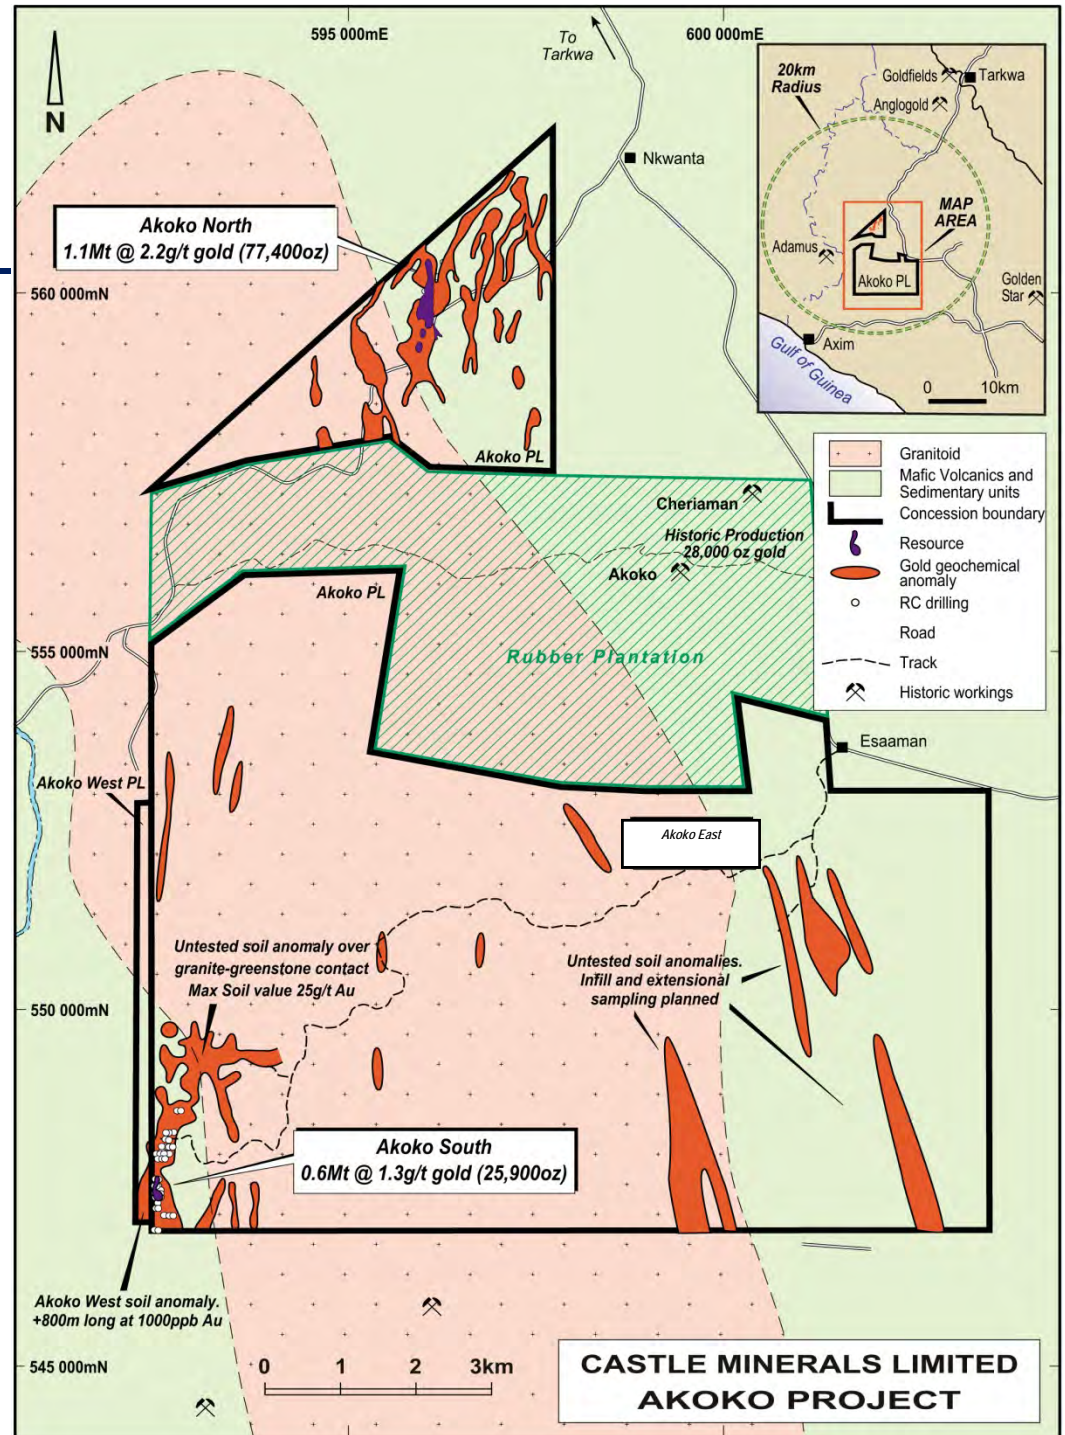 595 000mE
To
Tarkwa
600 000mE
N
20km
Radius
Goldfields
Tarkwa
Anglogold
MAP
AREA
Adamus
Akoko PL
Golden
Star
Axim
Gulf of Guinea
0 10km
Nkwanta
Akoko North
1.1Mt @ 2.2g/t gold (77,400oz)
560 000mN
Akoko PL
Granitoid
Mafic Volcanics and
Sedimentary units
Concession boundary
Resource
Gold geochemical
anomaly
RC drilling
Road
Track
Historic workings
Cheriaman
Historic Production
28,000 oz gold
Akoko
Akoko PL
555 000mN
Rubber Plantation
Esaaman
Akoko West PL
Akoko East
Untested soil anomaly over
granite-greenstone contact
Max Soil value 25g/t Au
Untested soil anomalies.
Infill and extensional
sampling planned
550 000mN
Akoko South
0.6Mt @ 1.3g/t gold (25,900oz)
Akoko West soil anomaly.
+800m long at 1000ppb Au
545 000mN
0 1 2 3km
CASTLE MINERALS LIMITED
AKOKO PROJECT